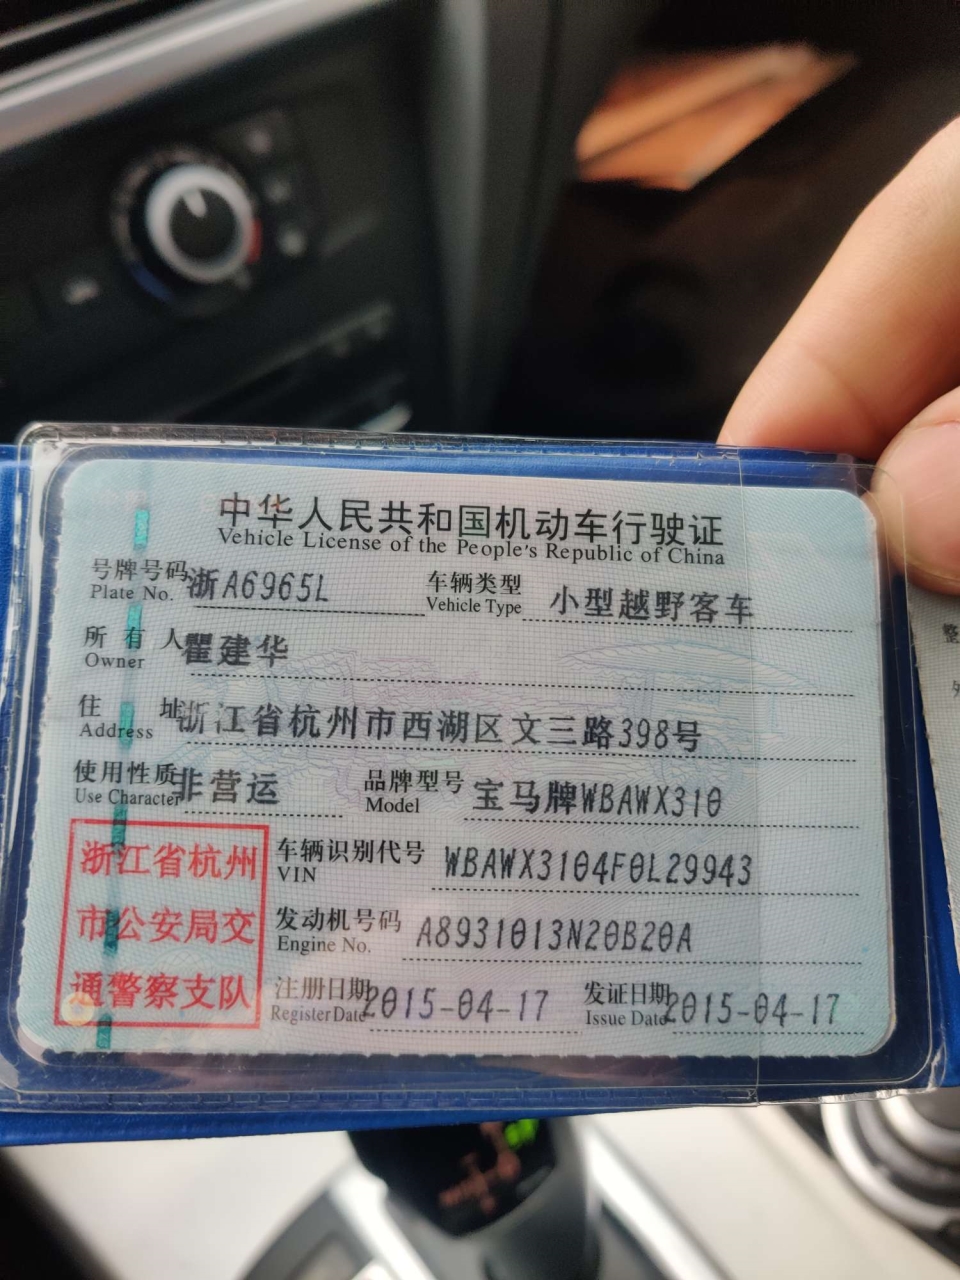 中华人民共和国机动车行驶证
Vehicle License of the People's Republic of China
号牌号码 浙A6965L 车辆类型 小型越野客车
Plate No. Vehicle Type
所有人 瞿建华
Owner
住址 浙江省杭州市西湖区文三路398号
Address
使用性质 非营运 品牌型号 宝马牌WBAWX310
Use Character Model
浙江省杭州
市公安局交
通警察支队
车辆识别代号 WBAWX3104F0L29943
VIN
发动机号码 A8931013N20B20A
Engine No.
注册日期 2015-04-17 发证日期 2015-04-17
Register Date Issue Date
整